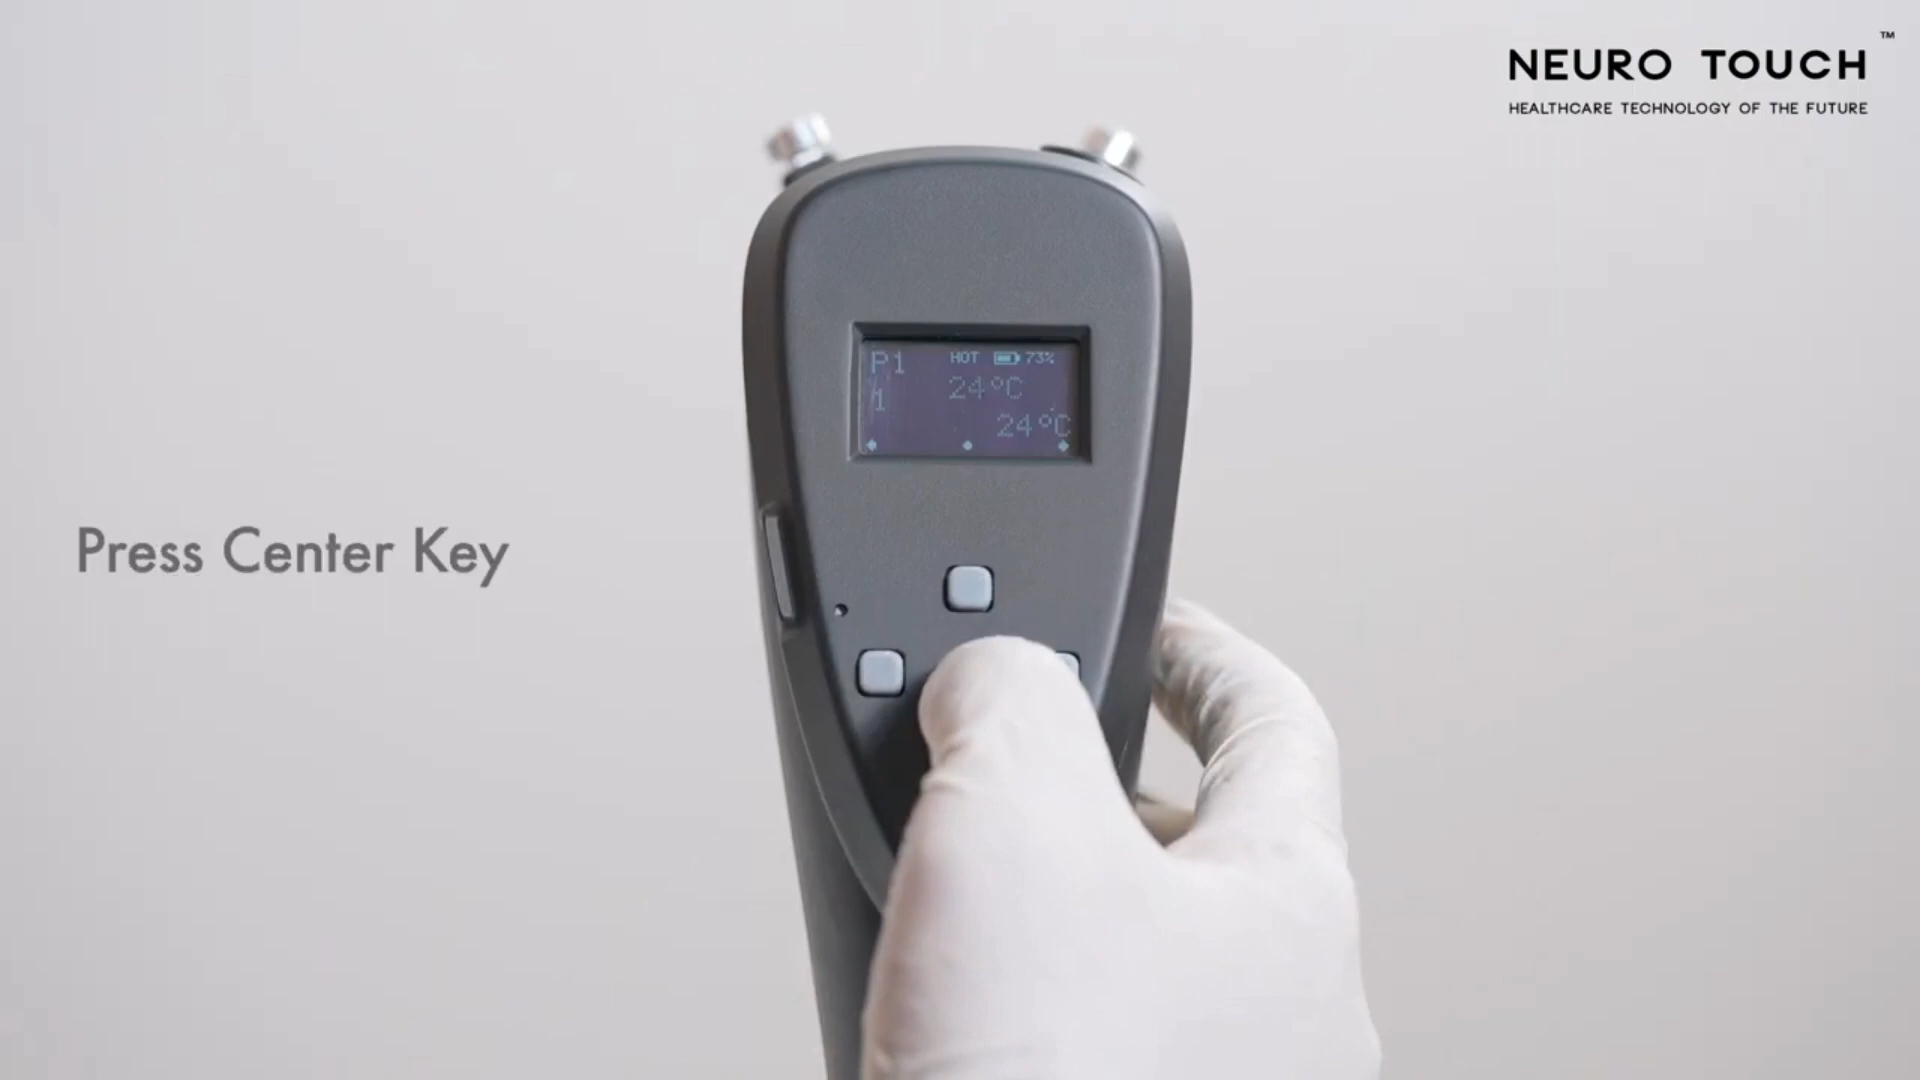 NEURO TOUCH ™
HEALTHCARE TECHNOLOGY OF THE FUTURE
P1 HOT 73%
1 24°C
24°C
Press Center Key